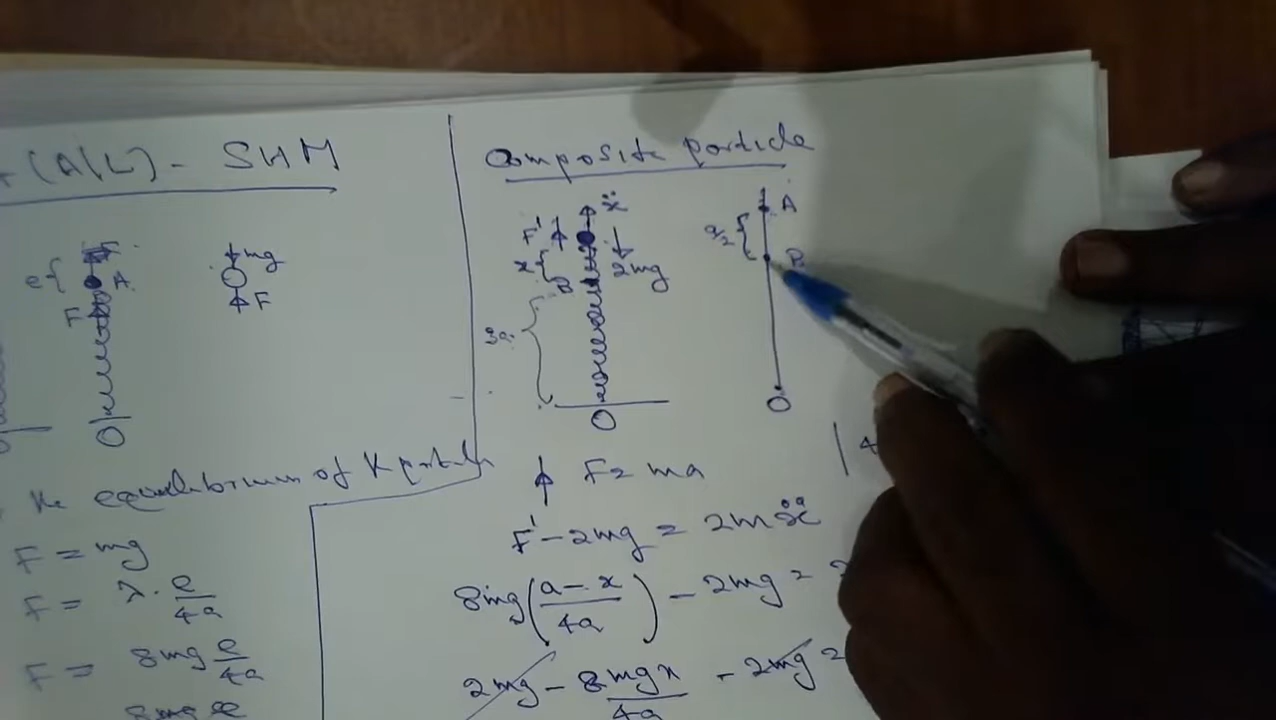 (A/L) - SHM
e
F
F
O
mg
F
equilibrium of
F = mg
F = λ. e/4a
F = 8mg e/4a
Composite particle
F' ẍ
x
2mg
3a
O
a/2
A
O
↑ F = ma
F' - 2mg = 2mẍ
8mg(a - x/4a) - 2mg =
2mg - 8mgx/4a - 2mg =